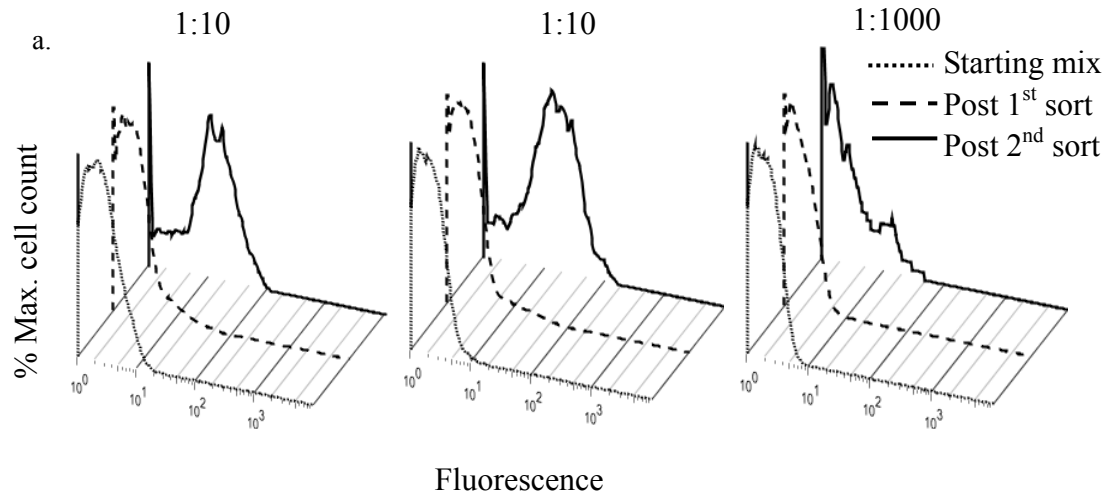 a.
1:10
1:10
1:1000
Starting mix
Post 1st sort
Post 2nd sort
% Max. cell count
10^0 10^1 10^2 10^3
10^0 10^1 10^2 10^3
10^0 10^1 10^2 10^3
Fluorescence